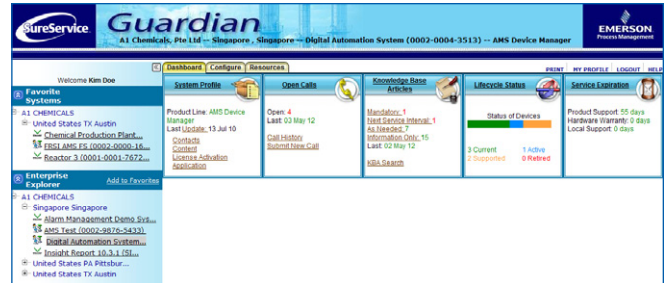 SureService
Guardian
A1 Chemicals, Pte Ltd -- Singapore , Singapore -- Digital Automation System (0002-0004-3513) -- AMS Device Manager
EMERSON
Process Management
Dashboard Configure Resources
PRINT MY PROFILE LOGOUT HELP
Welcome Kim Doe
Favorite
Systems
A1 CHEMICALS
United States TX Austin
Chemical Production Plant...
FRSI AMS FS (0002-0000-16...
Reactor 3 (0001-0001-7672...
Enterprise
Explorer
Add to Favorites
A1 CHEMICALS
Singapore Singapore
Alarm Management Demo Sys...
AMS Test (0002-9876-5433)
Digital Automation System...
Insight Report 10.3.1 (SI...
United States PA Pittsbur...
United States TX Austin
System Profile
Product Line: AMS Device
Manager
Last Update: 13 Jul 10
Contacts
Content
License Activation
Application
Open Calls
Open: 4
Last: 03 May 12
Call History
Submit New Call
Knowledge Base
Articles
Mandatory: 1
Next Service Interval: 1
As Needed: 7
Information Only: 15
Last: 02 May 12
KBA Search
Lifecycle Status
Status of Devices
3 Current 1 Active
2 Supported 0 Retired
Service Expiration
Product Support: 55 days
Hardware Warranty: 0 days
Local Support: 0 days